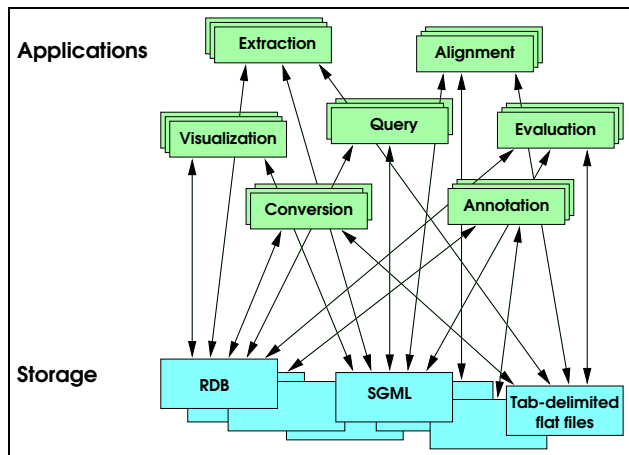 Applications
Extraction
Alignment
Visualization
Query
Evaluation
Conversion
Annotation
Storage
RDB
SGML
Tab-delimited
flat files